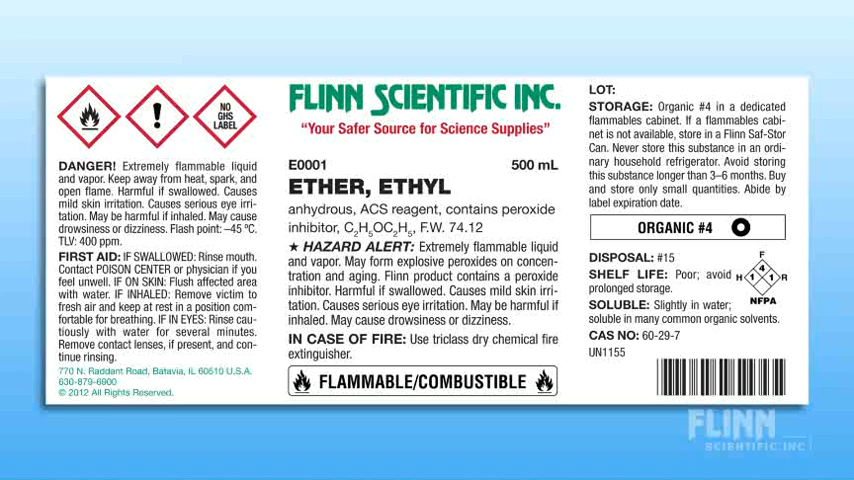 NO
GHS
LABEL
DANGER! Extremely flammable liquid
and vapor. Keep away from heat, spark, and
open flame. Harmful if swallowed. Causes
mild skin irritation. Causes serious eye irri-
tation. May be harmful if inhaled. May cause
drowsiness or dizziness. Flash point: –45 °C.
TLV: 400 ppm.
FIRST AID: IF SWALLOWED: Rinse mouth.
Contact POISON CENTER or physician if you
feel unwell. IF ON SKIN: Flush affected area
with water. IF INHALED: Remove victim to
fresh air and keep at rest in a position com-
fortable for breathing. IF IN EYES: Rinse cau-
tiously with water for several minutes.
Remove contact lenses, if present, and con-
tinue rinsing.
770 N. Raddant Road, Batavia, IL 60510 U.S.A.
630-879-6900
© 2012 All Rights Reserved.
FLINN SCIENTIFIC INC.
“Your Safer Source for Science Supplies”
E0001 500 mL
ETHER, ETHYL
anhydrous, ACS reagent, contains peroxide
inhibitor, C₂H₅OC₂H₅, F.W. 74.12
★ HAZARD ALERT: Extremely flammable liquid
and vapor. May form explosive peroxides on concen-
tration and aging. Flinn product contains a peroxide
inhibitor. Harmful if swallowed. Causes mild skin irri-
tation. Causes serious eye irritation. May be harmful if
inhaled. May cause drowsiness or dizziness.
IN CASE OF FIRE: Use triclass dry chemical fire
extinguisher.
FLAMMABLE/COMBUSTIBLE
LOT:
STORAGE: Organic #4 in a dedicated
flammables cabinet. If a flammables cabi-
net is not available, store in a Flinn Saf-Stor
Can. Never store this substance in an ordi-
nary household refrigerator. Avoid storing
this substance longer than 3–6 months. Buy
and store only small quantities. Abide by
label expiration date.
ORGANIC #4
DISPOSAL: #15
SHELF LIFE: Poor; avoid
prolonged storage.
F
4
H 1 1 R
NFPA
SOLUBLE: Slightly in water;
soluble in many common organic solvents.
CAS NO: 60-29-7
UN1155
FLINN
SCIENTIFIC INC